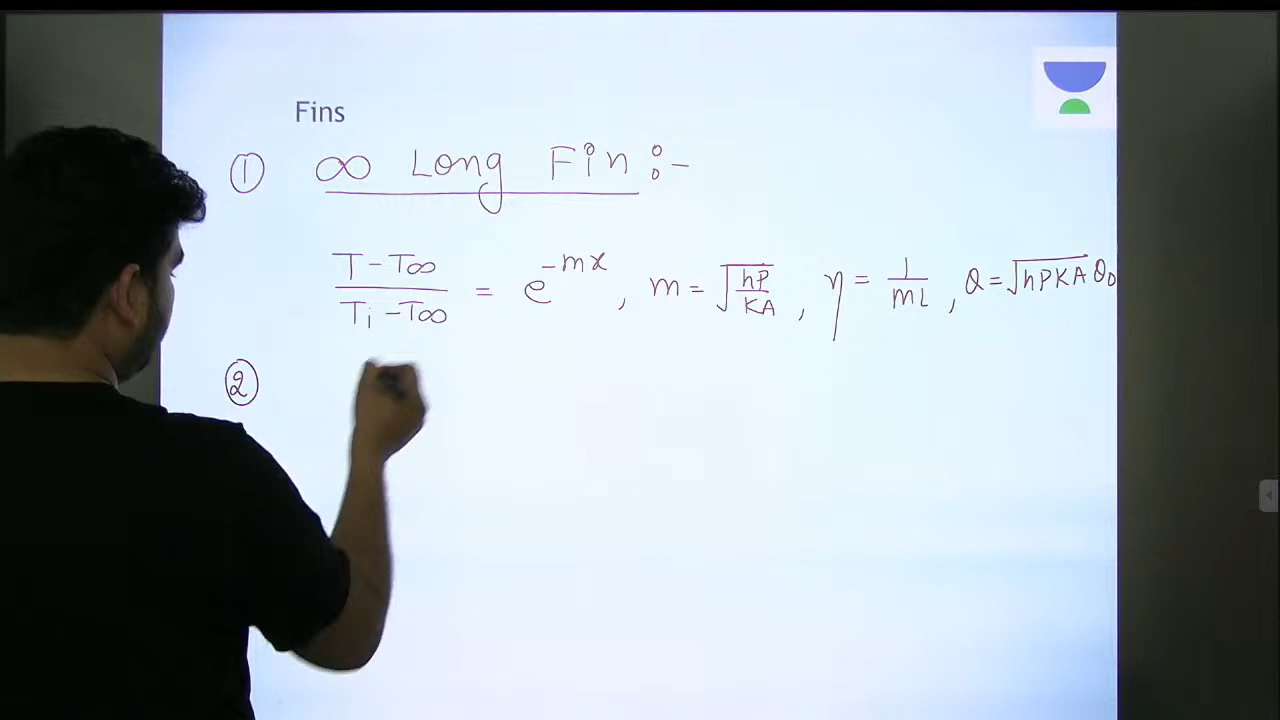 Fins
① ∞ Long Fin :-
T-T∞ / Ti-T∞ = e^-mx, m = √(hP/KA), η = 1/mL, Q = √hPKA θ0
②